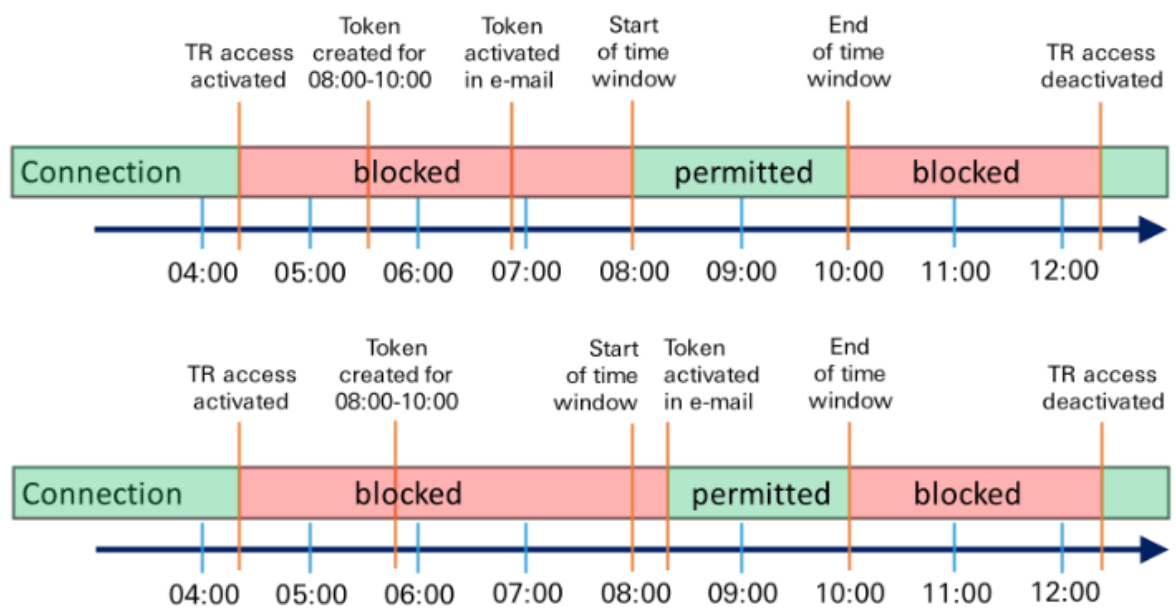 TR access
activated
Token
created for
08:00-10:00
Token
activated
in e-mail
Start
of time
window
End
of time
window
TR access
deactivated
Connection blocked permitted blocked
04:00 05:00 06:00 07:00 08:00 09:00 10:00 11:00 12:00
TR access
activated
Token
created for
08:00-10:00
Start
of time
window
Token
activated
in e-mail
End
of time
window
TR access
deactivated
Connection blocked permitted blocked
04:00 05:00 06:00 07:00 08:00 09:00 10:00 11:00 12:00